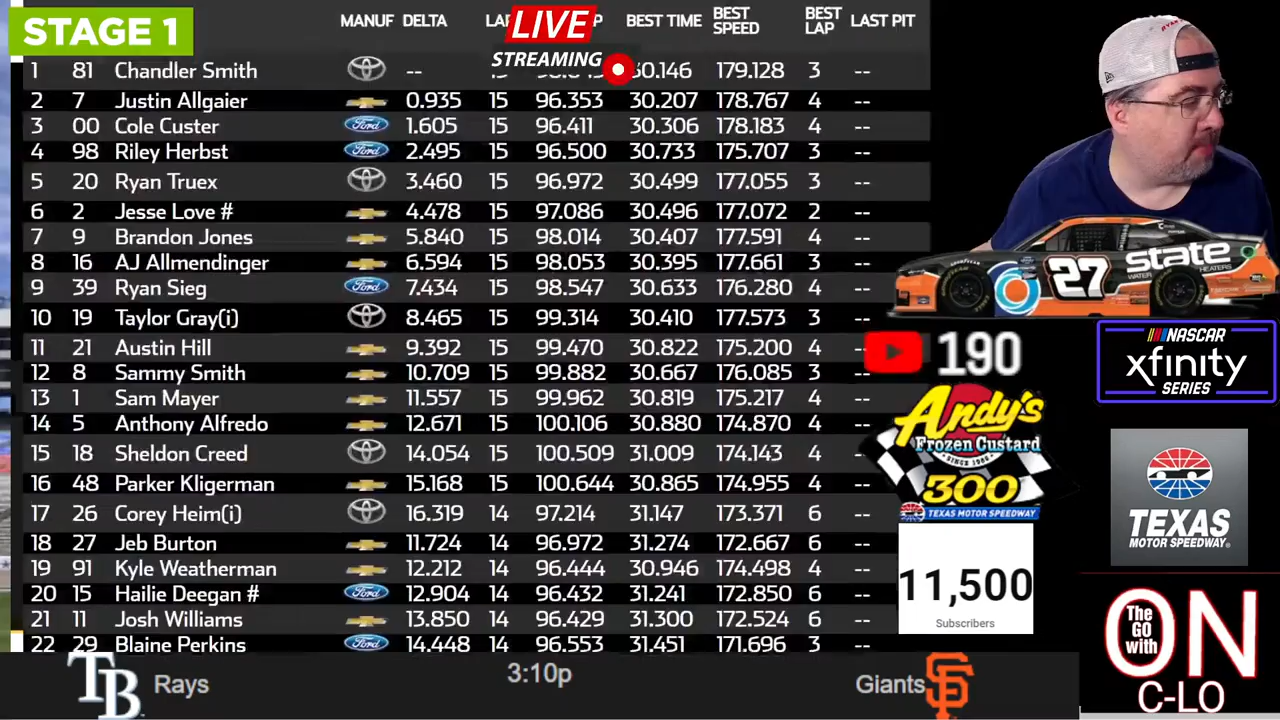 STAGE 1
MANUF DELTA LAP BEST TIME BEST SPEED BEST LAP LAST PIT
LIVE
STREAMING
1 81 Chandler Smith TOYOTA -- 30.146 179.128 3 --
2 7 Justin Allgaier 0.935 15 96.353 30.207 178.767 4 --
3 00 Cole Custer Ford 1.605 15 96.411 30.306 178.183 4 --
4 98 Riley Herbst Ford 2.495 15 96.500 30.733 175.707 3 --
5 20 Ryan Truex 3.460 15 96.972 30.499 177.055 3 --
6 2 Jesse Love # 4.478 15 97.086 30.496 177.072 2 --
7 9 Brandon Jones 5.840 15 98.014 30.407 177.591 4 --
8 16 AJ Allmendinger 6.594 15 98.053 30.395 177.661 3 --
9 39 Ryan Sieg Ford 7.434 15 98.547 30.633 176.280 4 --
10 19 Taylor Gray(i) 8.465 15 99.314 30.410 177.573 3 --
11 21 Austin Hill 9.392 15 99.470 30.822 175.200 4 --
12 8 Sammy Smith 10.709 15 99.882 30.667 176.085 3 --
13 1 Sam Mayer 11.557 15 99.962 30.819 175.217 4 --
14 5 Anthony Alfredo 12.671 15 100.106 30.880 174.870 4 --
15 18 Sheldon Creed 14.054 15 100.509 31.009 174.143 4 --
16 48 Parker Kligerman 15.168 15 100.644 30.865 174.955 4 --
17 26 Corey Heim(i) 16.319 14 97.214 31.147 173.371 6 --
18 27 Jeb Burton 11.724 14 96.972 31.274 172.667 6 --
19 91 Kyle Weatherman 12.212 14 96.444 30.946 174.498 4 --
20 15 Hailie Deegan # Ford 12.904 14 96.432 31.241 172.850 6 --
21 11 Josh Williams 13.850 14 96.429 31.300 172.524 6 --
22 29 Blaine Perkins Ford 14.448 14 96.553 31.451 171.696 3 --
state
WATER HEATERS
27
190
NASCAR
xfinity
SERIES
Andy's
Frozen Custard
SINCE 1986
300
TEXAS MOTOR SPEEDWAY
TEXAS
MOTOR SPEEDWAY
11,500
Subscribers
The GO with ON
C-LO
TB Rays 3:10p Giants SF